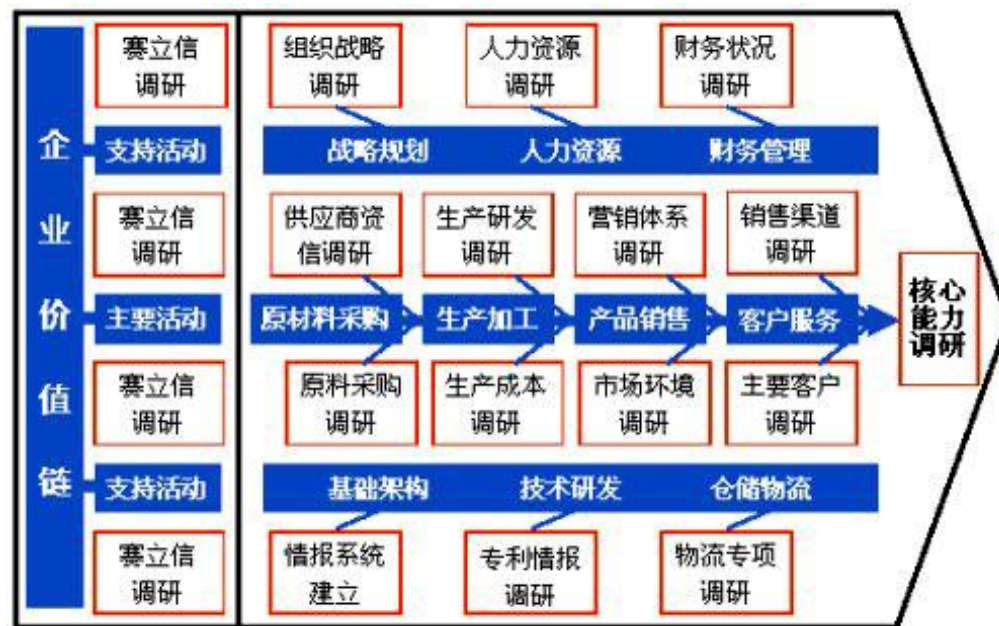 企业价值链
赛立信
调研
组织战略
调研
人力资源
调研
财务状况
调研
支持活动
战略规划
人力资源
财务管理
赛立信
调研
供应商资
信调研
生产研发
调研
营销体系
调研
销售渠道
调研
主要活动
原材料采购
生产加工
产品销售
客户服务
核心
能力
调研
赛立信
调研
原料采购
调研
生产成本
调研
市场环境
调研
主要客户
调研
支持活动
基础架构
技术研发
仓储物流
赛立信
调研
情报系统
建立
专利情报
调研
物流专项
调研